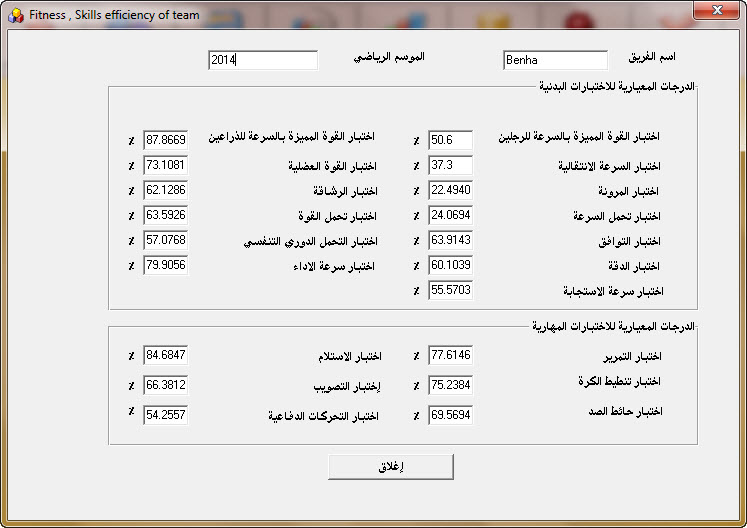 Fitness , Skills efficiency of team
اسم الفريق Benha الموسم الرياضي 2014
الدرجات المعيارية للاختبارات البدنية
اختبار القوة المميزة بالسرعة للرجلين 50.6 ٪ اختبار القوة المميزة بالسرعة للذراعين 87.8669 ٪
اختبار السرعة الانتقالية 37.3 ٪ اختبار القوة العضلية 73.1081 ٪
اختبار المرونة 22.4940 ٪ اختبار الرشاقة 62.1286 ٪
اختبار تحمل السرعة 24.0694 ٪ اختبار تحمل القوة 63.5926 ٪
اختبار التوافق 63.9143 ٪ اختبار التحمل الدوري التنفسي 57.0768 ٪
اختبار الدقة 60.1039 ٪ اختبار سرعة الاداء 79.9056 ٪
اختبار سرعة الاستجابة 55.5703 ٪
الدرجات المعيارية للاختبارات المهارية
اختبار التمرير 77.6146 ٪ اختبار الاستلام 84.6847 ٪
اختبار تنطيط الكرة 75.2384 ٪ إختبار التصويب 66.3812 ٪
اختبار حائط الصد 69.5694 ٪ اختبار التحركات الدفاعية 54.2557 ٪
إغلاق